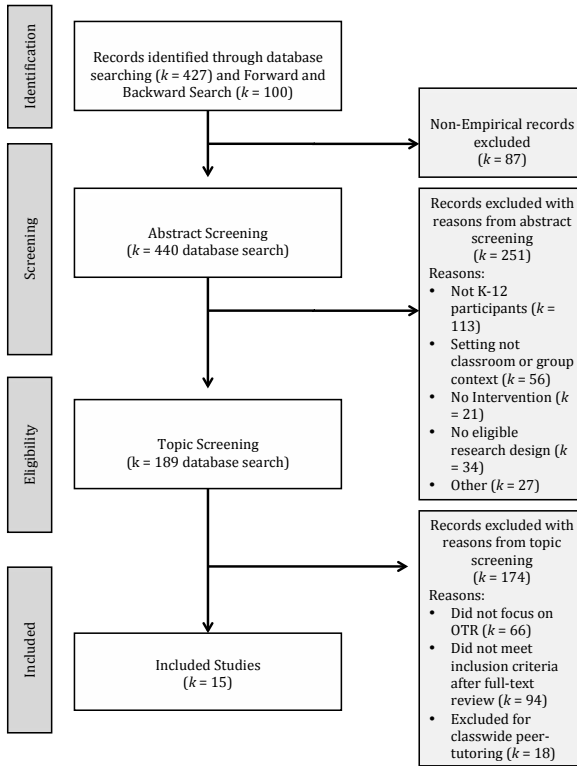 Identification
Records identified through database
searching (k = 427) and Forward and
Backward Search (k = 100)
Non-Empirical records
excluded
(k = 87)
Screening
Abstract Screening
(k = 440 database search)
Records excluded with
reasons from abstract
screening
(k = 251)
Reasons:
• Not K-12
participants (k =
113)
• Setting not
classroom or group
context (k = 56)
• No Intervention (k
= 21)
• No eligible
research design (k
= 34)
• Other (k = 27)
Eligibility
Topic Screening
(k = 189 database search)
Records excluded with
reasons from topic
screening
(k = 174)
Reasons:
• Did not focus on
OTR (k = 66)
• Did not meet
inclusion criteria
after full-text
review (k = 94)
• Excluded for
classwide peer-
tutoring (k = 18)
Included
Included Studies
(k = 15)